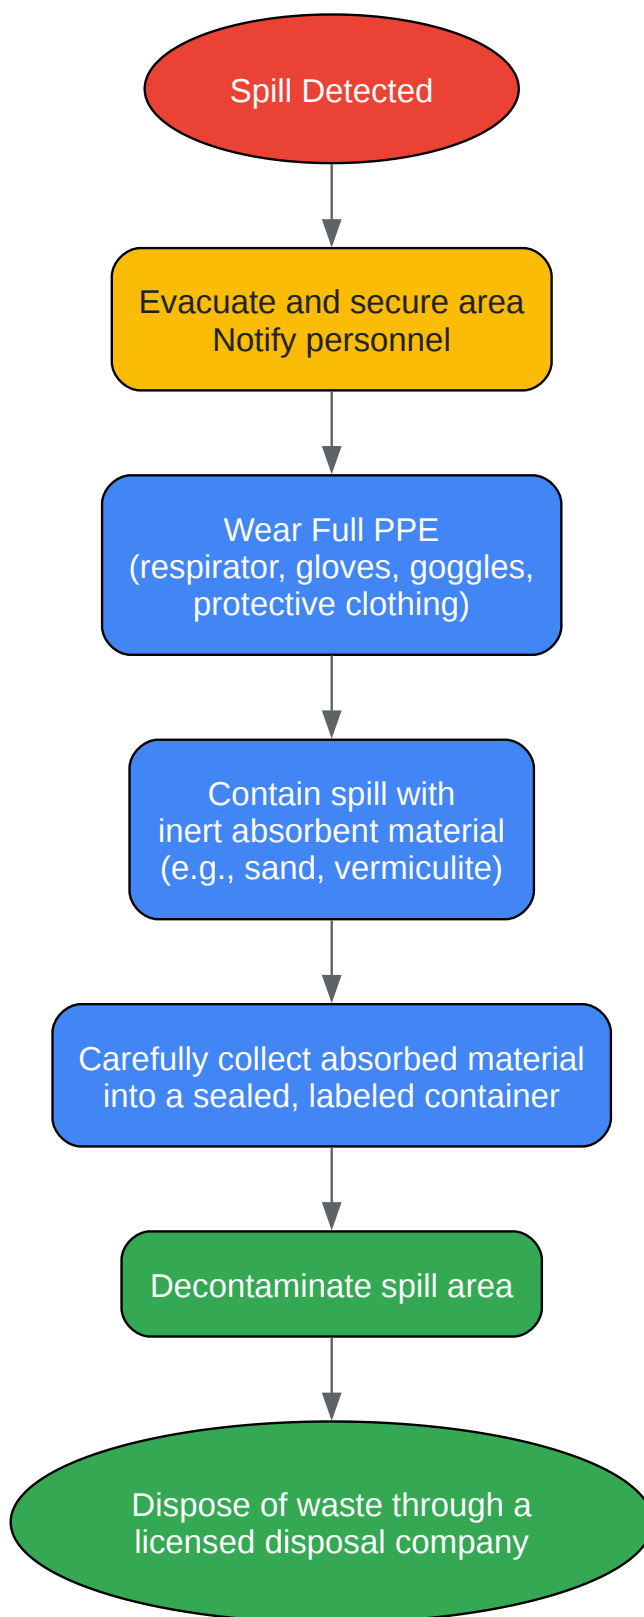 Spill Detected
Evacuate and secure area
Notify personnel
Wear Full PPE
(respirator, gloves, goggles,
protective clothing)
Contain spill with
inert absorbent material
(e.g., sand, vermiculite)
Carefully collect absorbed material
into a sealed, labeled container
Decontaminate spill area
Dispose of waste through a
licensed disposal company